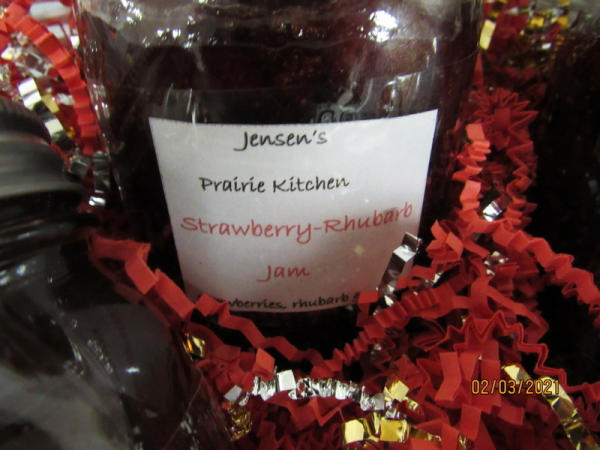 Jensen's
Prairie Kitchen
Strawberry-Rhubarb
Jam
rhubarb
02/03/2021